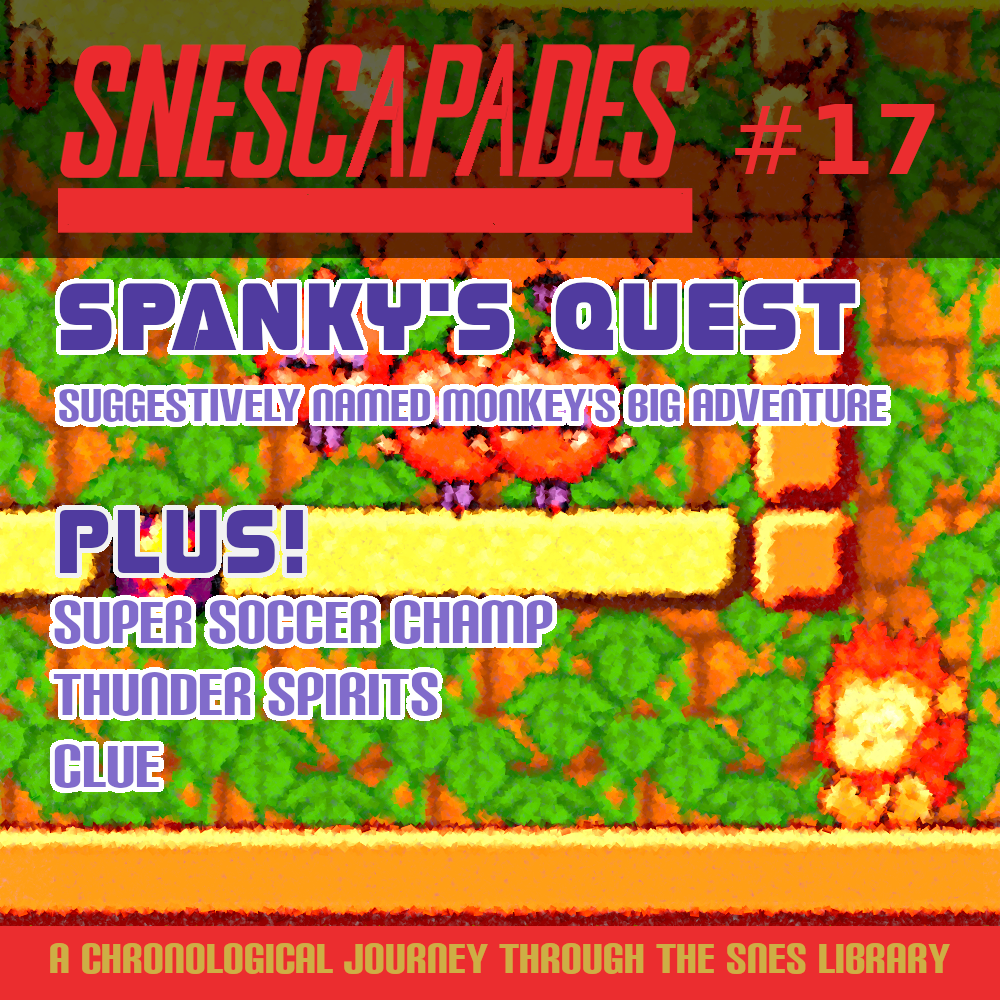 SNESCAPADES #17
SPANKY'S QUEST
SUGGESTIVELY NAMED MONKEY'S BIG ADVENTURE
PLUS!
SUPER SOCCER CHAMP
THUNDER SPIRITS
CLUE
A CHRONOLOGICAL JOURNEY THROUGH THE SNES LIBRARY